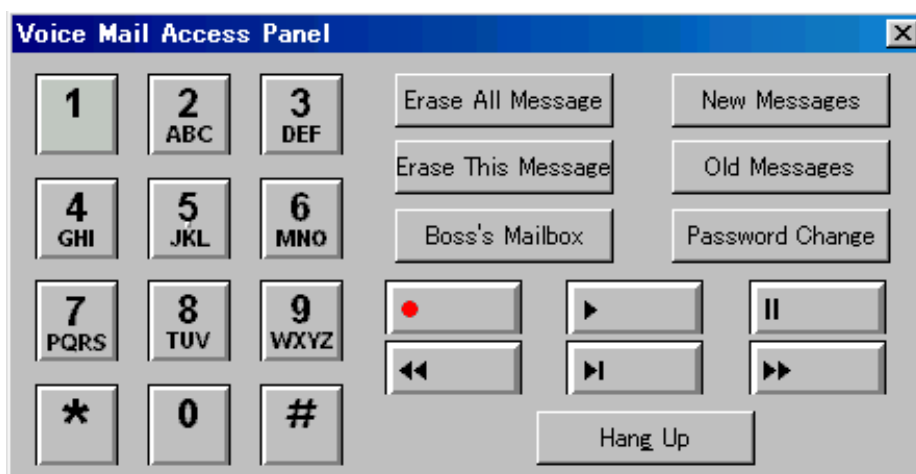 Voice Mail Access Panel
1
2
ABC
3
DEF
4
GHI
5
JKL
6
MNO
7
PQRS
8
TUV
9
WXYZ
*
0
#
Erase All Message
New Messages
Erase This Message
Old Messages
Boss's Mailbox
Password Change
Hang Up